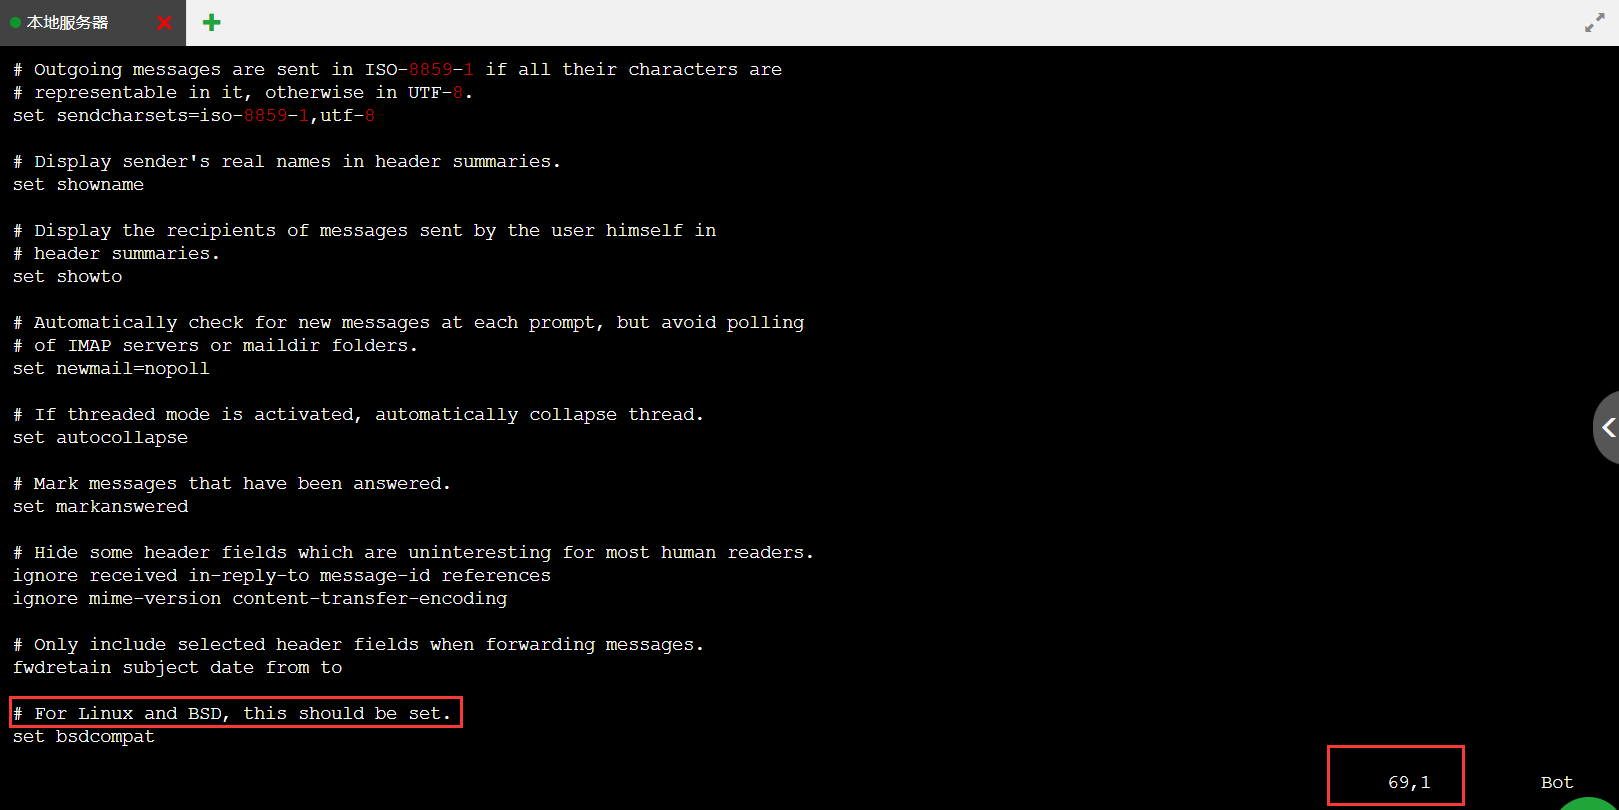 本地服务器
# Outgoing messages are sent in ISO-8859-1 if all their characters are
# representable in it, otherwise in UTF-8.
set sendcharsets=iso-8859-1,utf-8
# Display sender's real names in header summaries.
set showname
# Display the recipients of messages sent by the user himself in
# header summaries.
set showto
# Automatically check for new messages at each prompt, but avoid polling
# of IMAP servers or maildir folders.
set newmail=nopoll
# If threaded mode is activated, automatically collapse thread.
set autocollapse
# Mark messages that have been answered.
set markanswered
# Hide some header fields which are uninteresting for most human readers.
ignore received in-reply-to message-id references
ignore mime-version content-transfer-encoding
# Only include selected header fields when forwarding messages.
fwdretain subject date from to
# For Linux and BSD, this should be set.
set bsdcompat
69,1 Bot